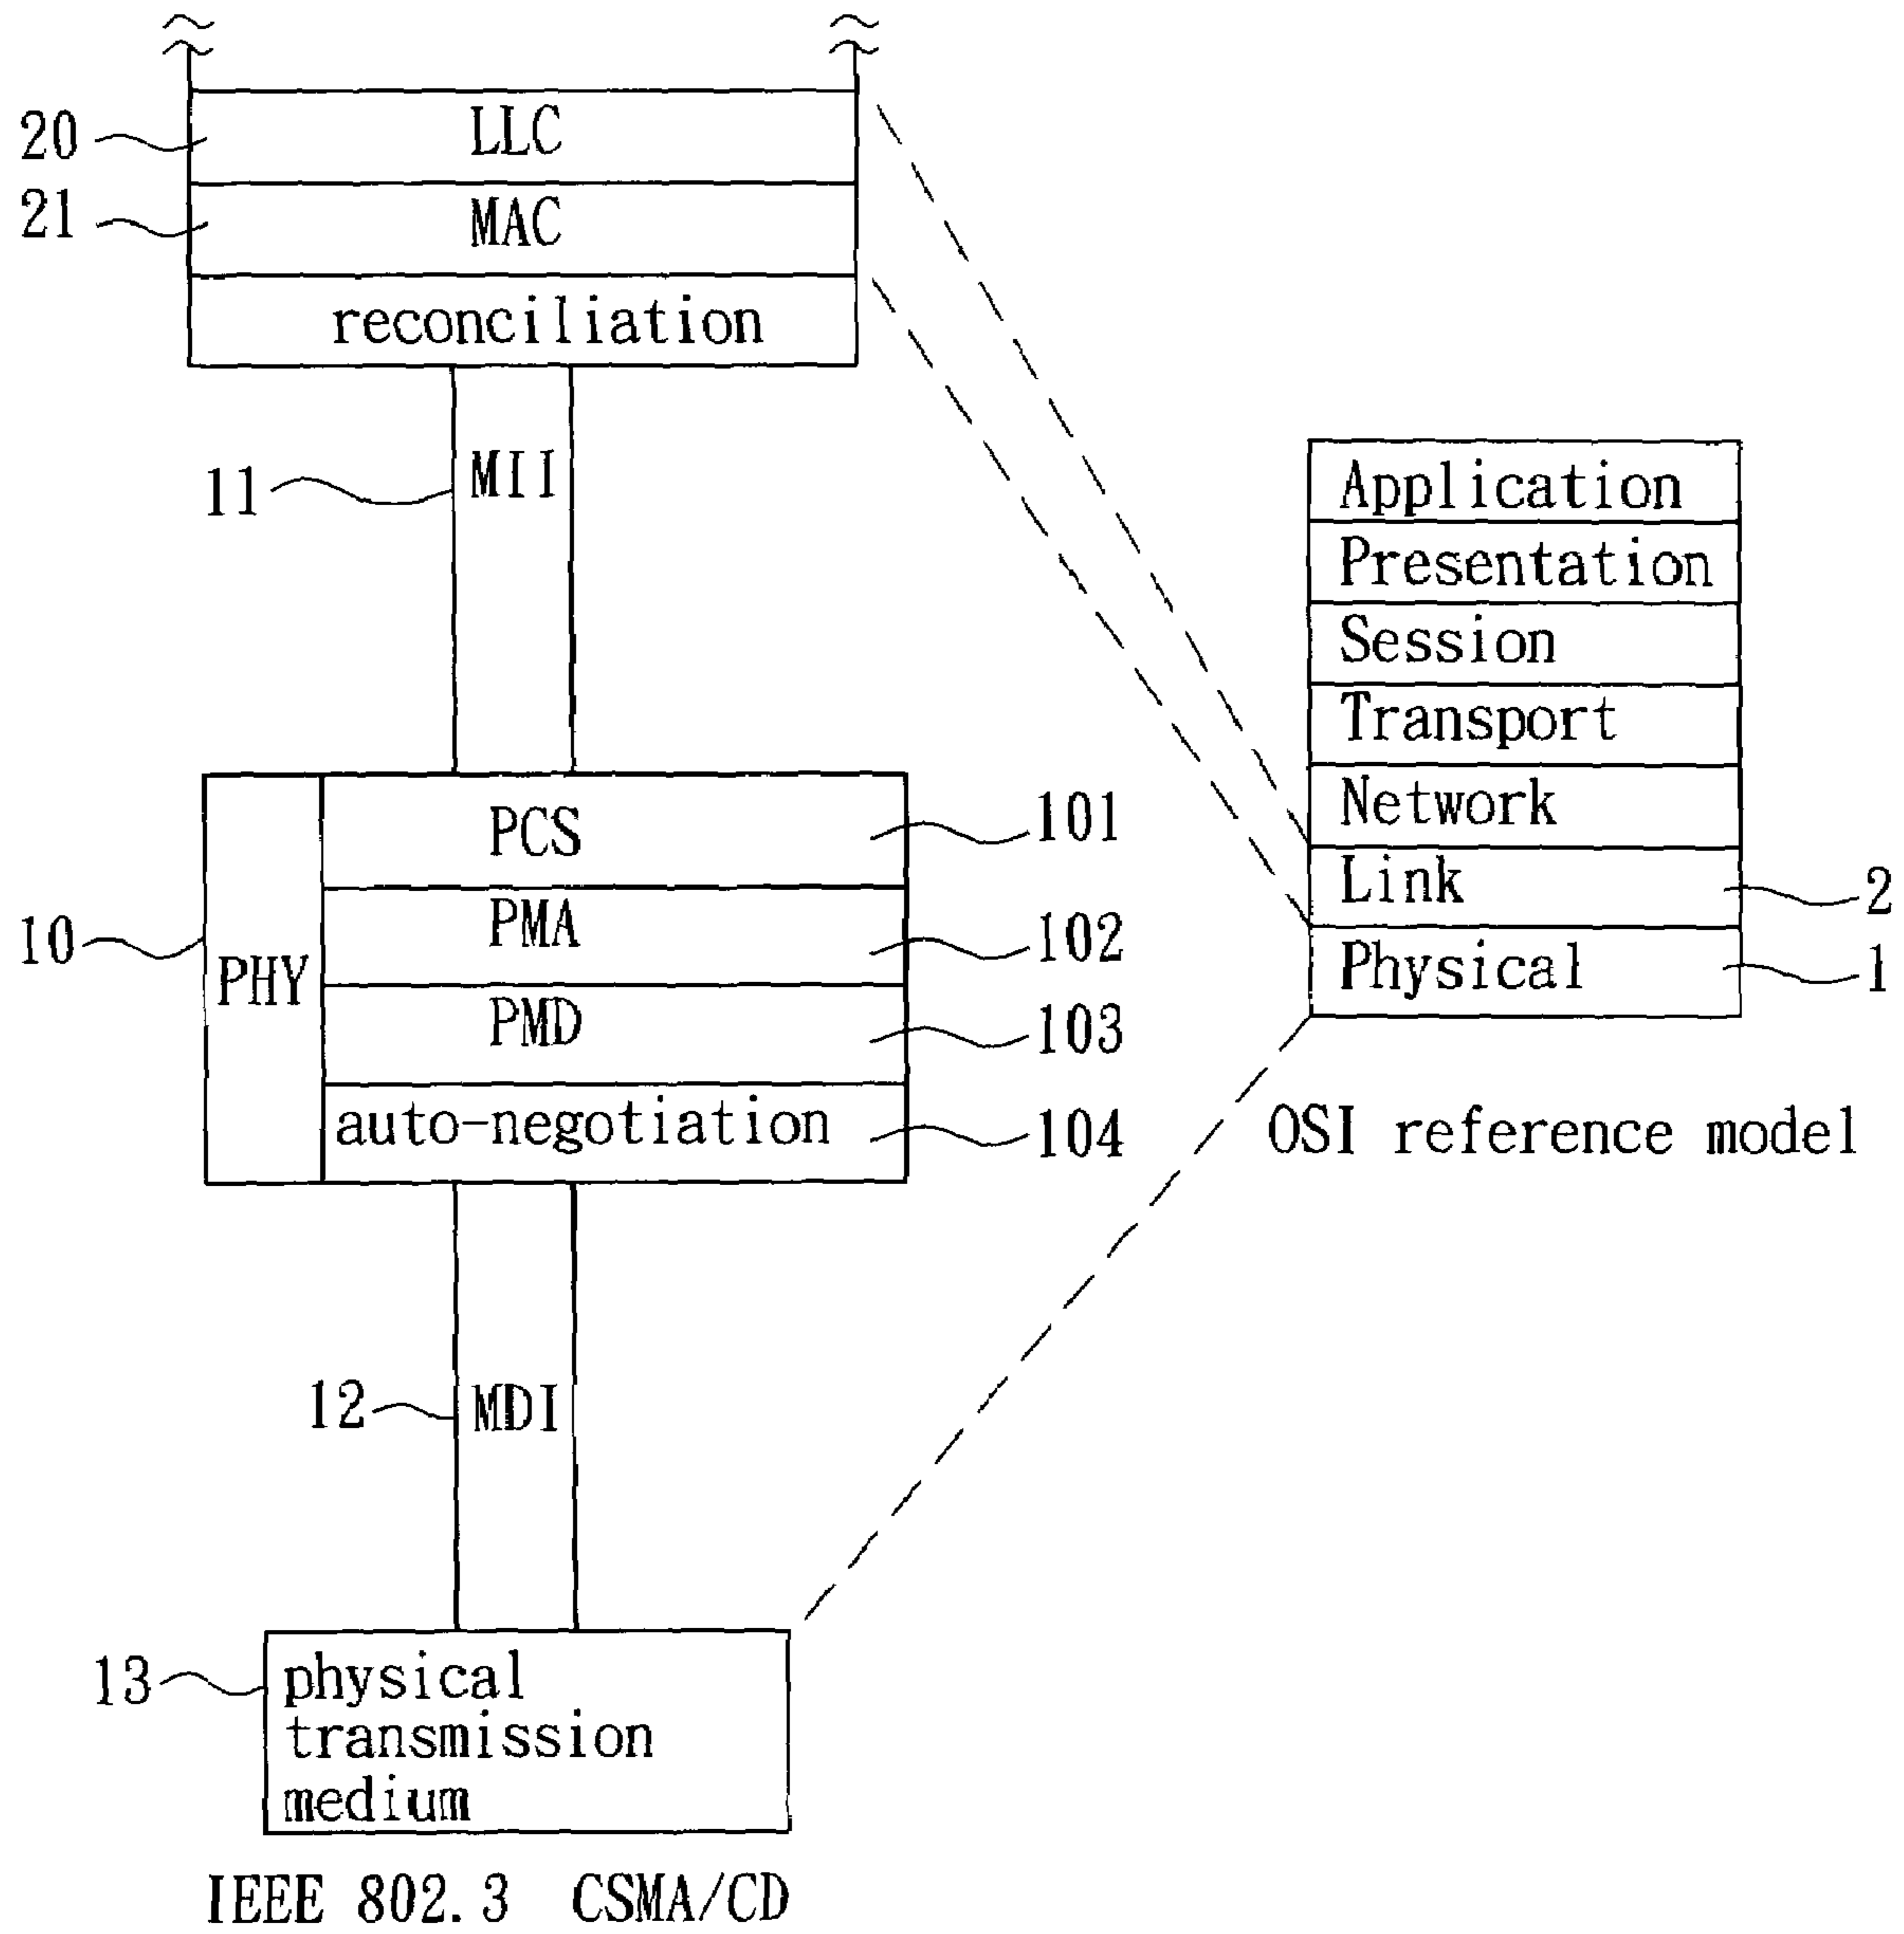 20 LLC
21 MAC
reconciliation
11 MII
PHY
10
PCS 101
PMA 102
PMD 103
auto-negotiation 104
12 MDI
13 physical
transmission
medium
IEEE 802.3 CSMA/CD
Application
Presentation
Session
Transport
Network
Link 2
Physical 1
OSI reference model